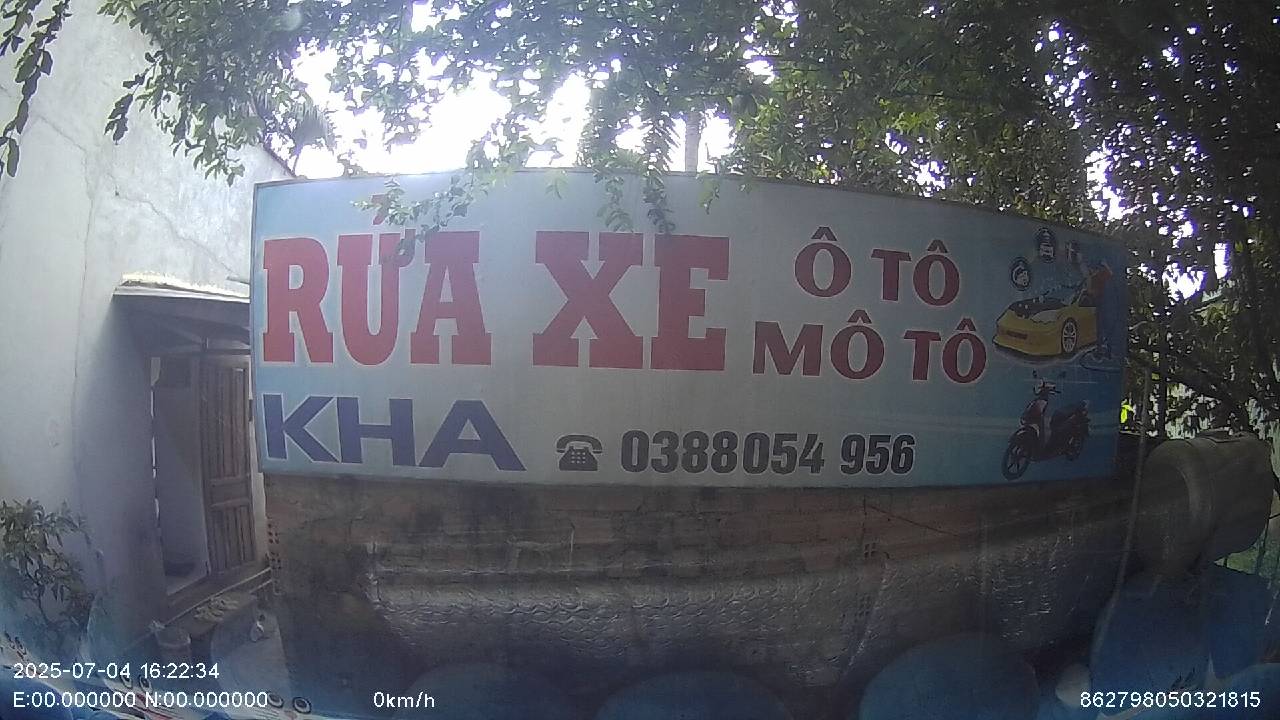 RỬA XE
Ô TÔ
MÔ TÔ
KHA
☎ 0388054 956
2025-07-04 16:22:34
E:00.000000 N:00.000000
0km/h
862798050321815